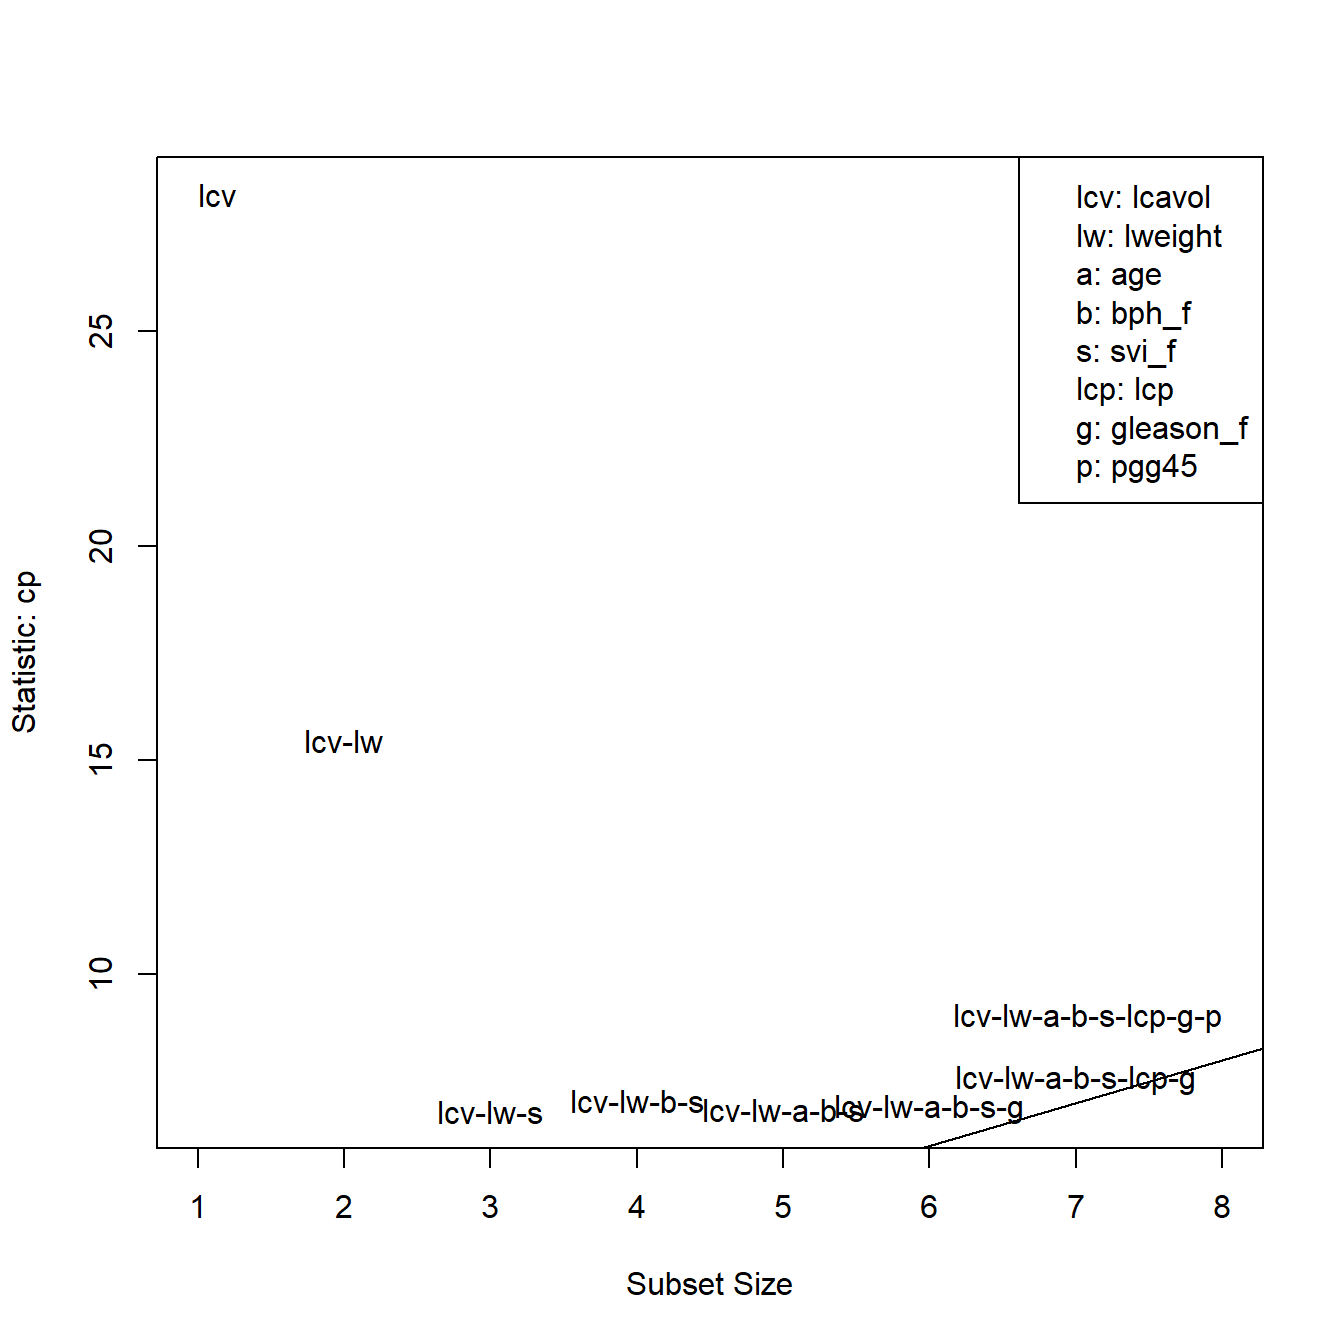 lcv
lcv: lcavol
lw: lweight
a: age
b: bph_f
s: svi_f
lcp: lcp
g: gleason_f
p: pgg45
25
20
15
10
Statistic: cp
lcv-lw
lcv-lw-a-b-s-lcp-g-p
lcv-lw-a-b-s-lcp-g
lcv-lw-s
lcv-lw-b-s
lcv-lw-a-b-s
lcv-lw-a-b-s-g
1 2 3 4 5 6 7 8
Subset Size